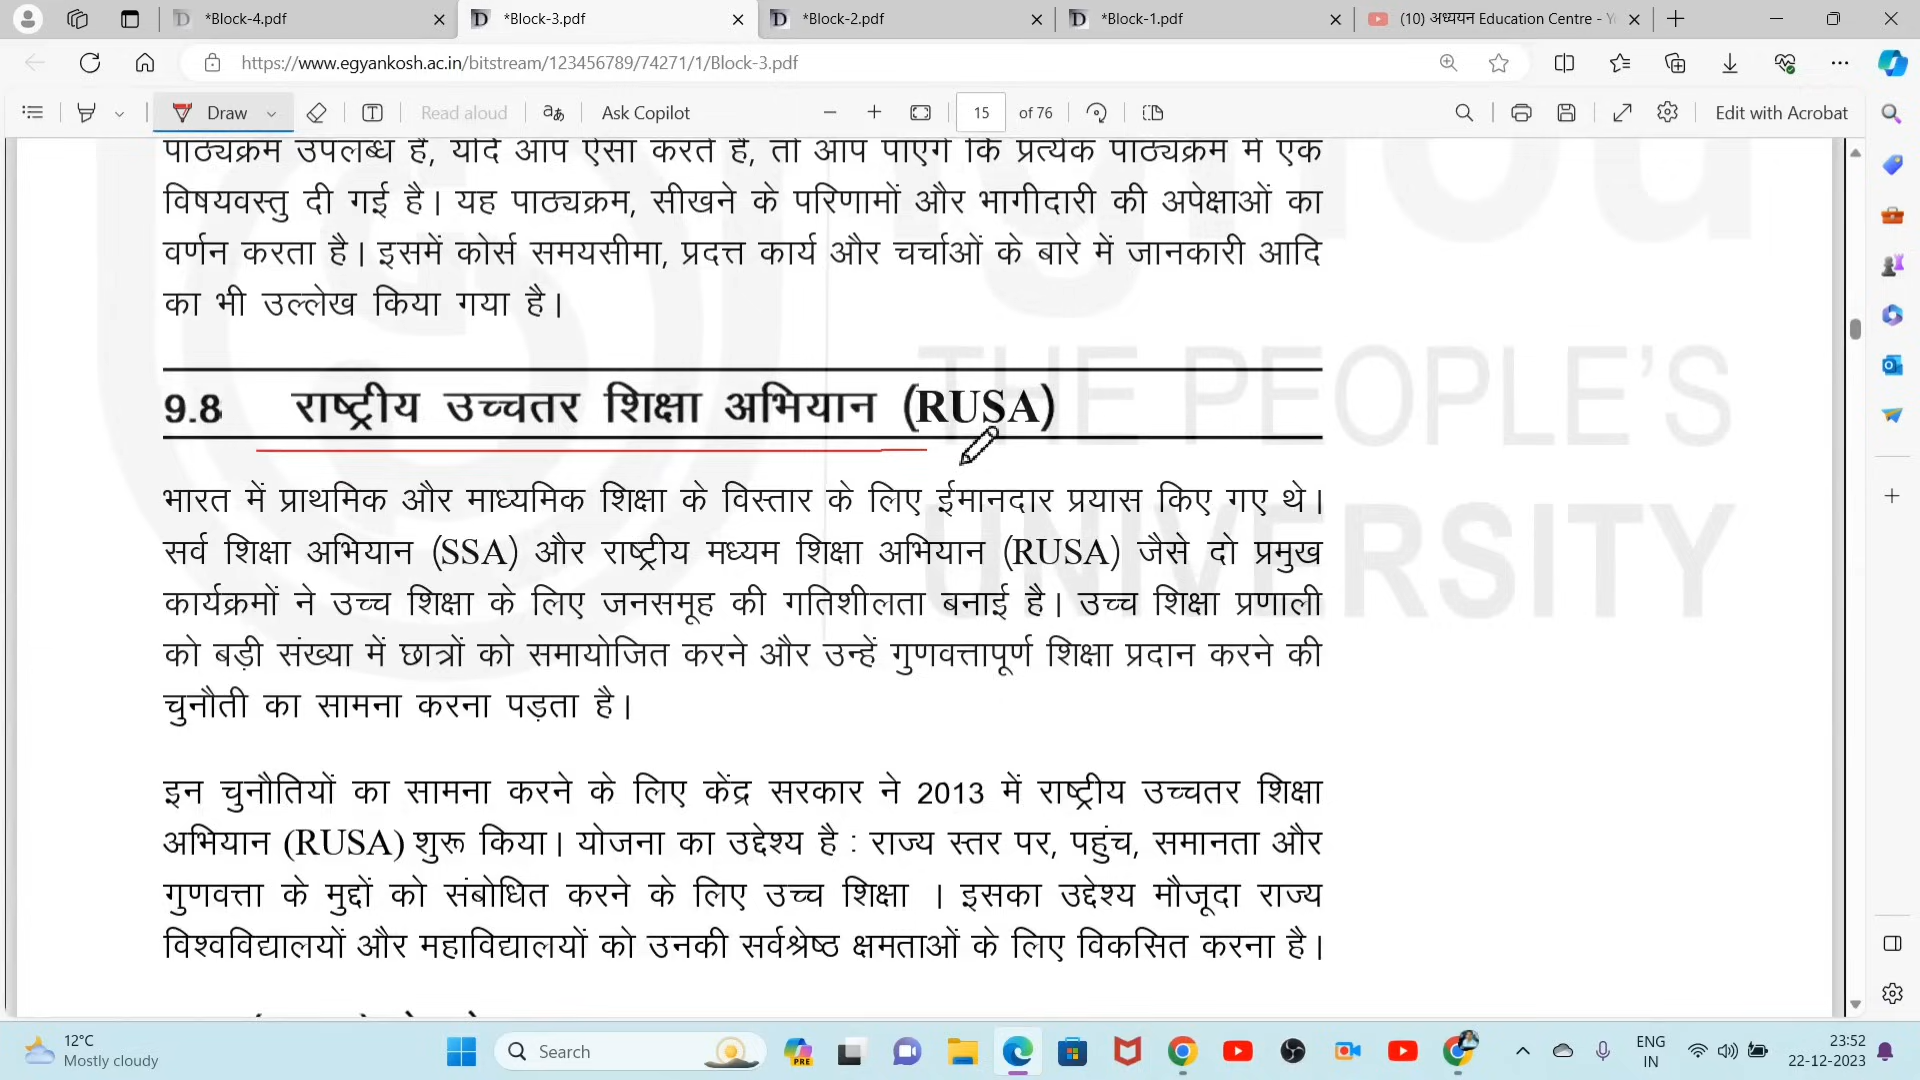 *Block-4.pdf
*Block-3.pdf
*Block-2.pdf
*Block-1.pdf
(10) अध्ययन Education Centre - Y
https://www.egyankosh.ac.in/bitstream/123456789/74271/1/Block-3.pdf
Draw
Read aloud
aあ
Ask Copilot
15
of 76
Edit with Acrobat
पाठ्यक्रम उपलब्ध है, यदि आप ऐसा करते हैं, तो आप पाएंगे कि प्रत्येक पाठ्यक्रम में एक
विषयवस्तु दी गई है। यह पाठ्यक्रम, सीखने के परिणामों और भागीदारी की अपेक्षाओं का
वर्णन करता है। इसमें कोर्स समयसीमा, प्रदत्त कार्य और चर्चाओं के बारे में जानकारी आदि
का भी उल्लेख किया गया है।
THE PEOPLE'S
UNIVERSITY
9.8 राष्ट्रीय उच्चतर शिक्षा अभियान (RUSA)
भारत में प्राथमिक और माध्यमिक शिक्षा के विस्तार के लिए ईमानदार प्रयास किए गए थे।
सर्व शिक्षा अभियान (SSA) और राष्ट्रीय मध्यम शिक्षा अभियान (RUSA) जैसे दो प्रमुख
कार्यक्रमों ने उच्च शिक्षा के लिए जनसमूह की गतिशीलता बनाई है। उच्च शिक्षा प्रणाली
को बड़ी संख्या में छात्रों को समायोजित करने और उन्हें गुणवत्तापूर्ण शिक्षा प्रदान करने की
चुनौती का सामना करना पड़ता है।
इन चुनौतियों का सामना करने के लिए केंद्र सरकार ने 2013 में राष्ट्रीय उच्चतर शिक्षा
अभियान (RUSA) शुरू किया। योजना का उद्देश्य है : राज्य स्तर पर, पहुंच, समानता और
गुणवत्ता के मुद्दों को संबोधित करने के लिए उच्च शिक्षा । इसका उद्देश्य मौजूदा राज्य
विश्वविद्यालयों और महाविद्यालयों को उनकी सर्वश्रेष्ठ क्षमताओं के लिए विकसित करना है।
12°C
Mostly cloudy
Search
PRE
ENG
IN
23:52
22-12-2023